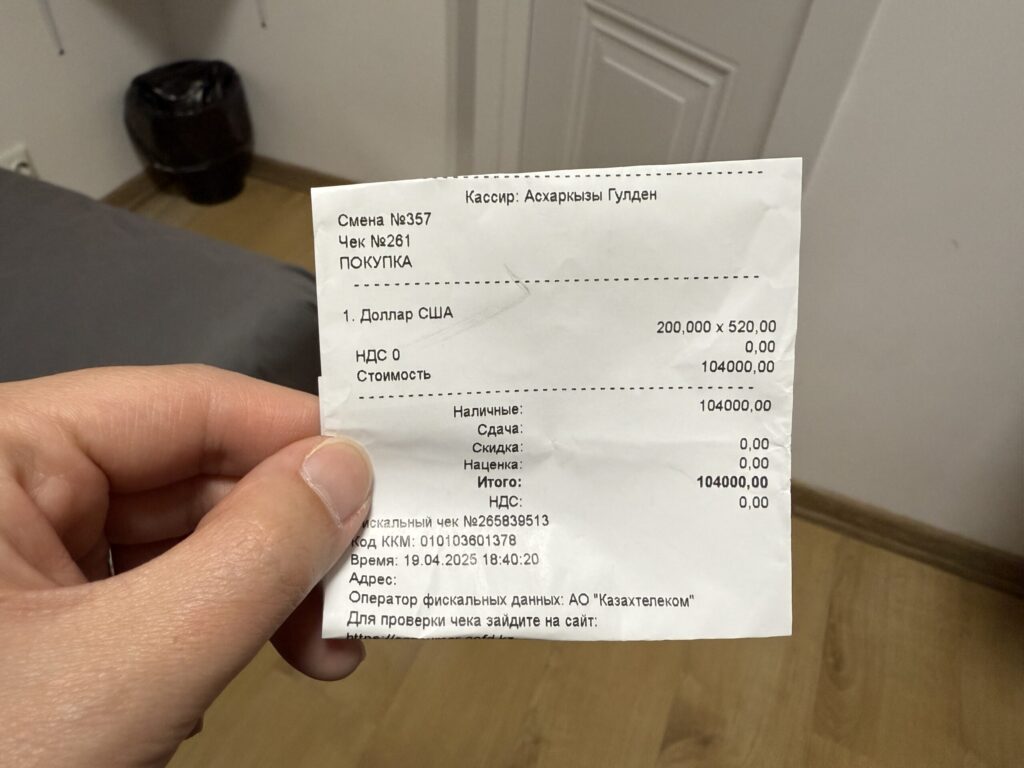 Кассир: Асхаркызы Гулден
Смена №357
Чек №261
ПОКУПКА
1. Доллар США
200,000 x 520,00
НДС 0 0,00
Стоимость 104000,00
Наличные: 104000,00
Сдача:
Скидка: 0,00
Наценка: 0,00
Итого: 104000,00
НДС: 0,00
искальный чек №265839513
Код ККМ: 010103601378
Время: 19.04.2025 18:40:20
Адрес:
Оператор фискальных данных: АО "Казахтелеком"
Для проверки чека зайдите на сайт: